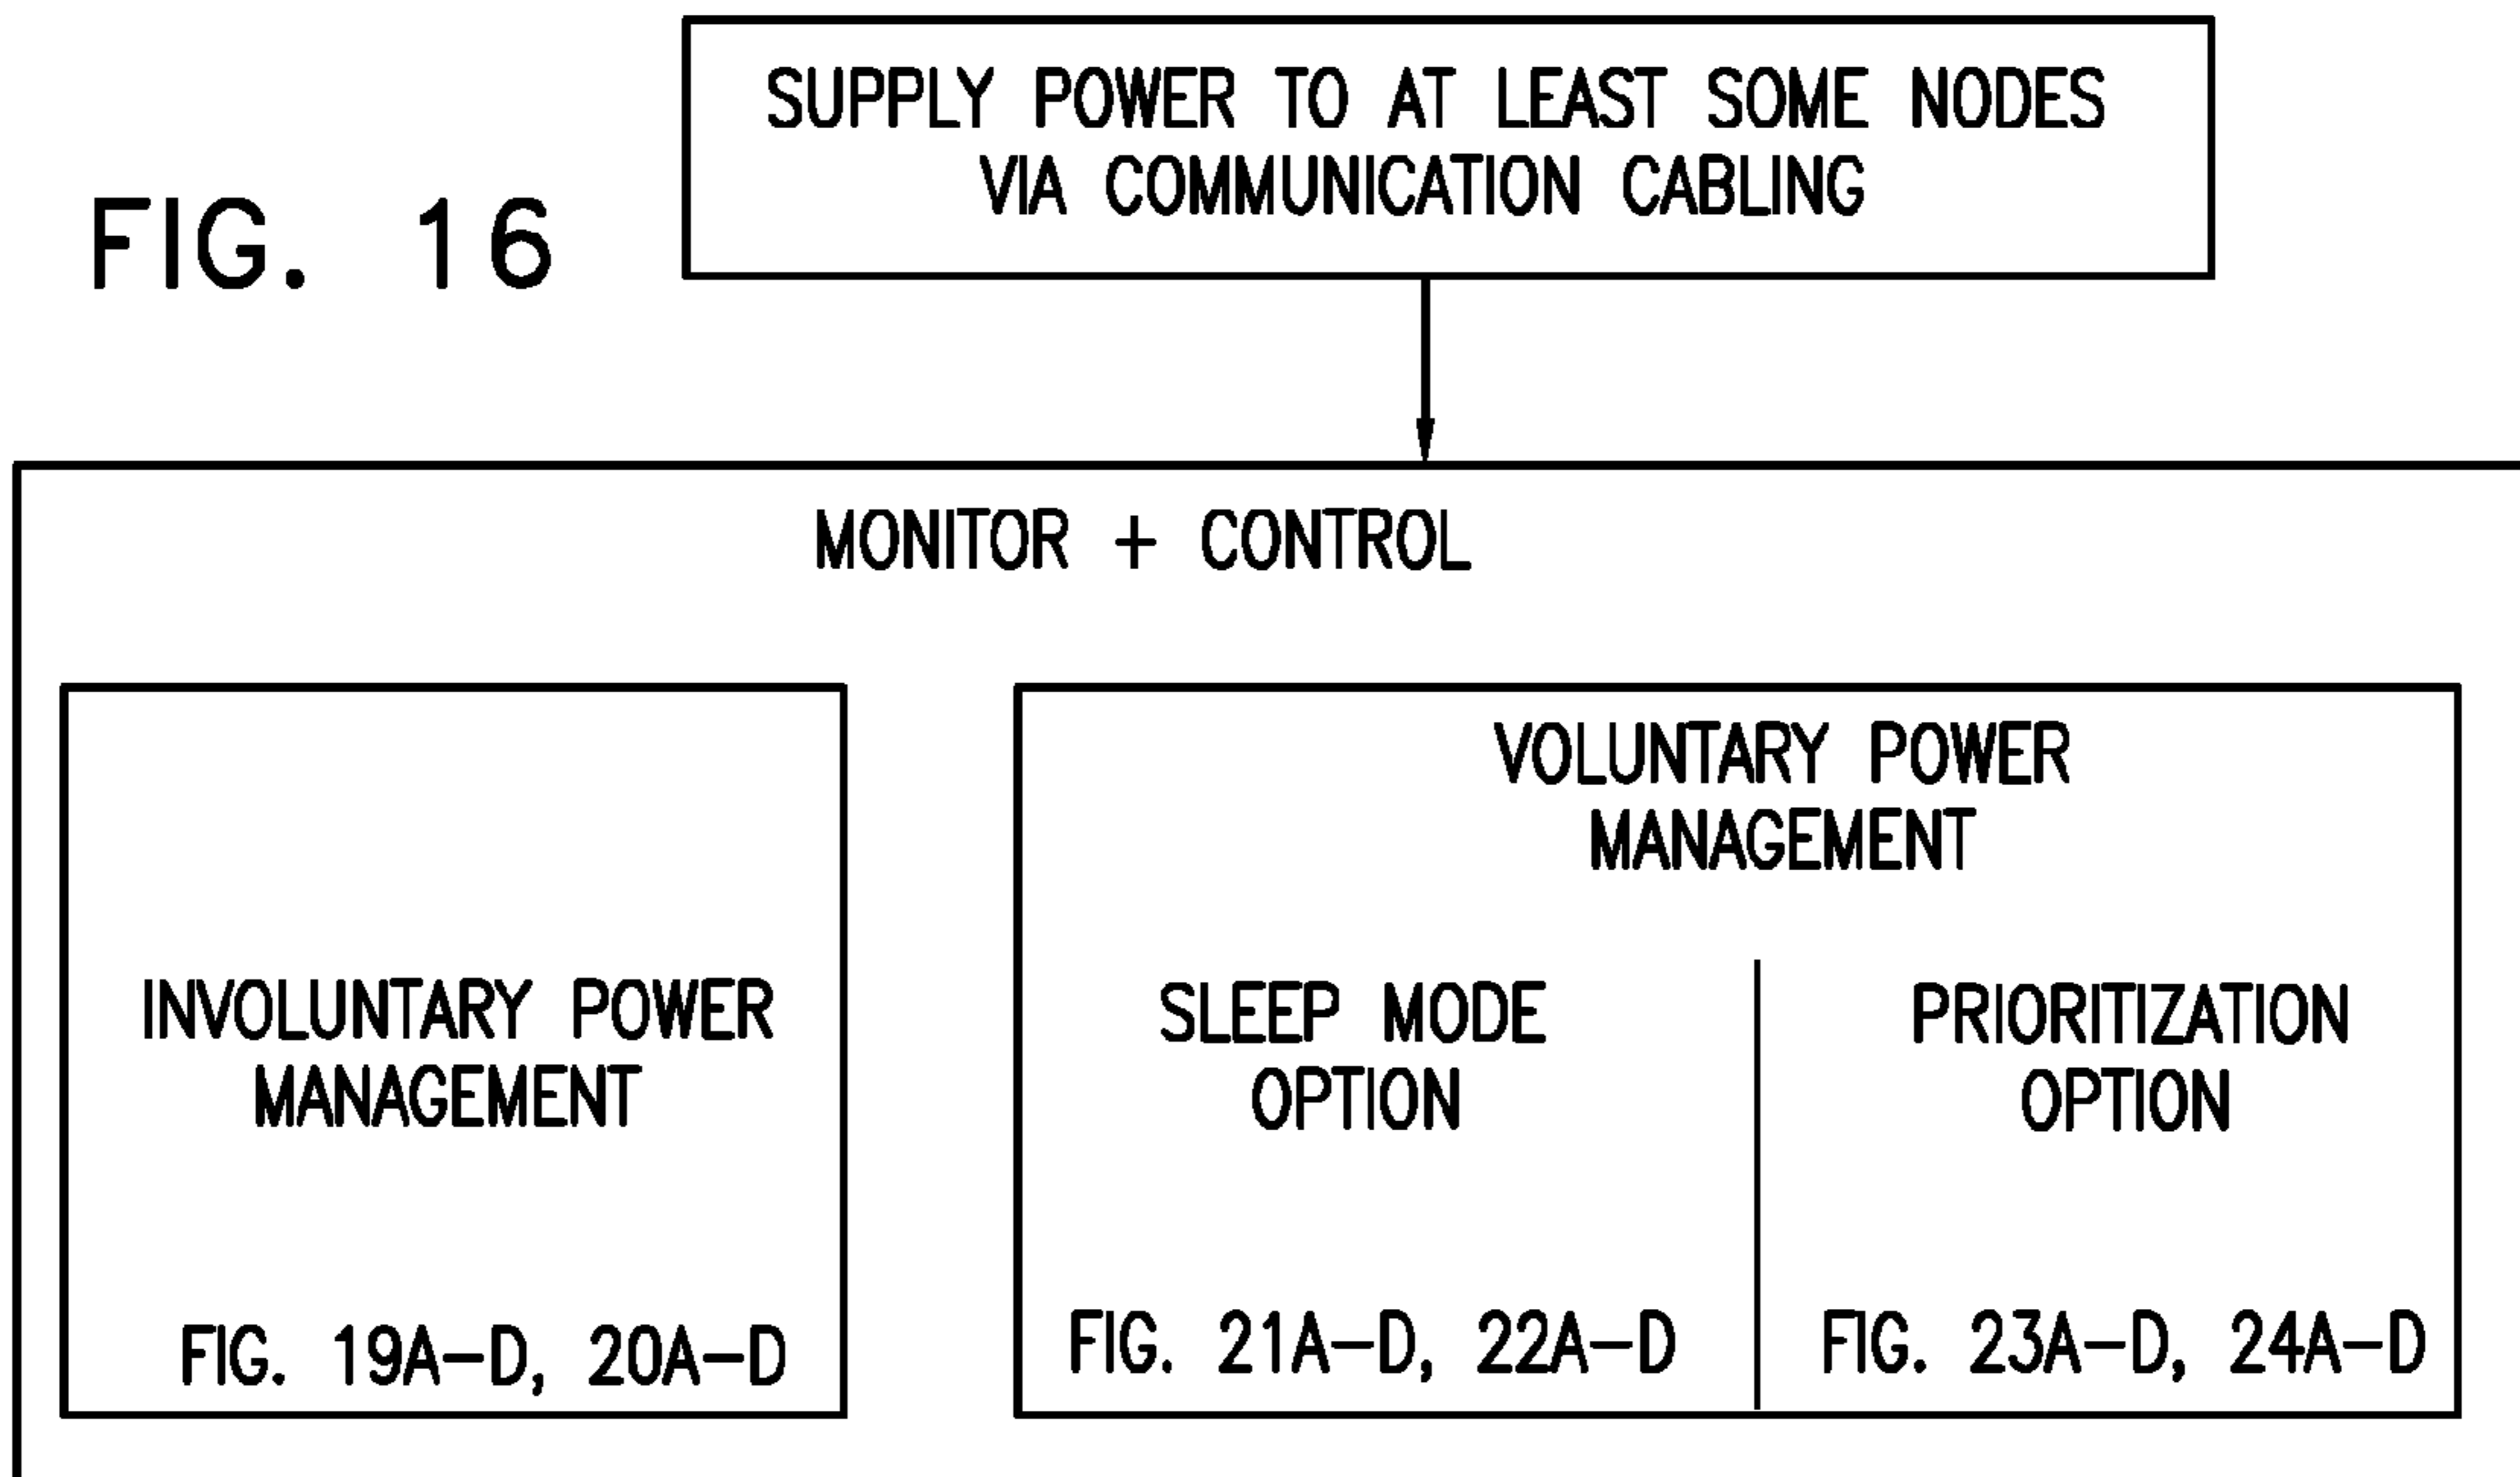 FIG. 16
SUPPLY POWER TO AT LEAST SOME NODES
VIA COMMUNICATION CABLING
MONITOR + CONTROL
INVOLUNTARY POWER
MANAGEMENT
FIG. 19A-D, 20A-D
VOLUNTARY POWER
MANAGEMENT
SLEEP MODE
OPTION
FIG. 21A-D, 22A-D
PRIORITIZATION
OPTION
FIG. 23A-D, 24A-D